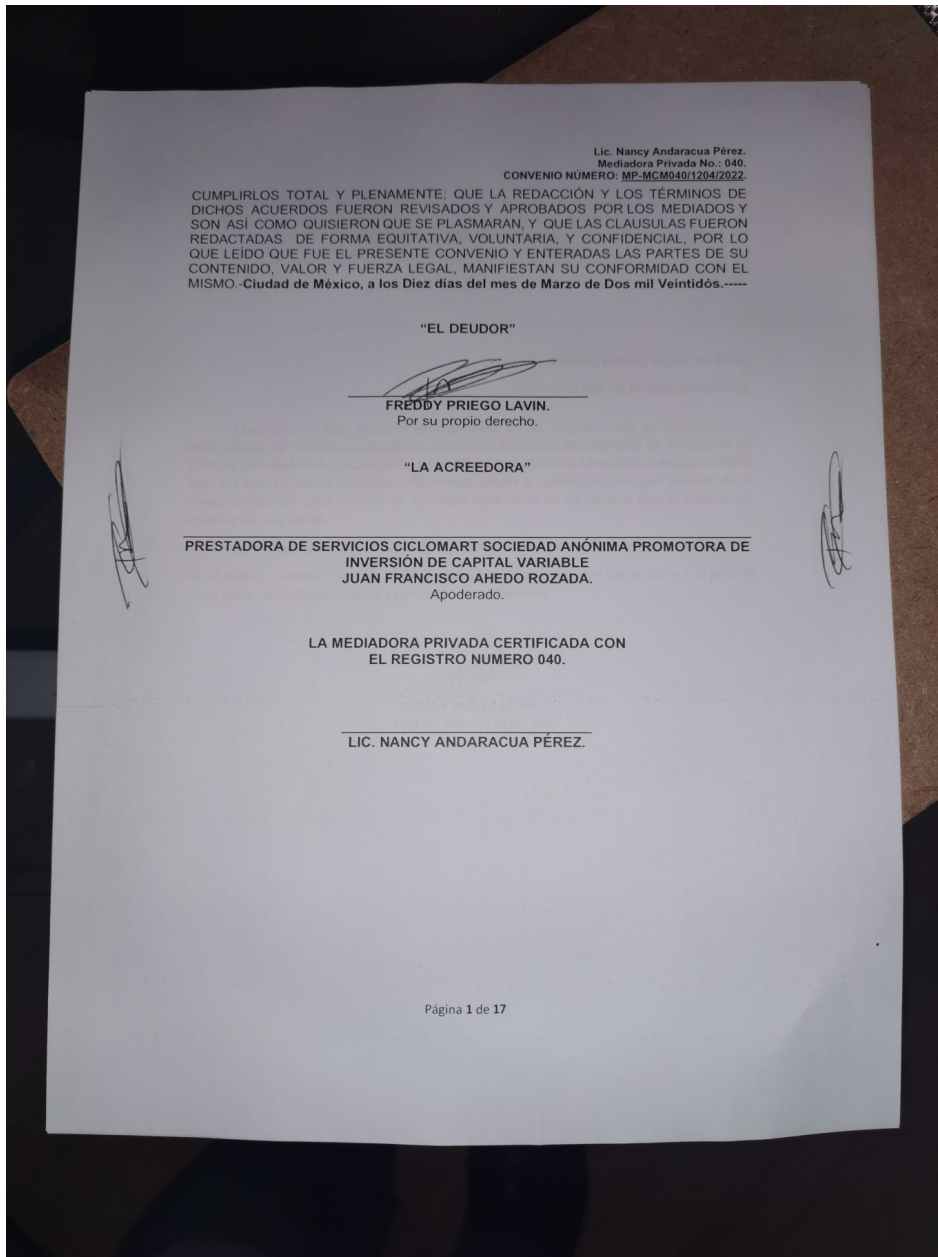 Lic. Nancy Andaracua Pérez.
Mediadora Privada No.: 040.
CONVENIO NÚMERO: MP-MCM040/1204/2022.
CUMPLIRLOS TOTAL Y PLENAMENTE; QUE LA REDACCIÓN Y LOS TÉRMINOS DE
DICHOS ACUERDOS FUERON REVISADOS Y APROBADOS POR LOS MEDIADOS Y
SON ASÍ COMO QUISIERON QUE SE PLASMARAN, Y QUE LAS CLAUSULAS FUERON
REDACTADAS DE FORMA EQUITATIVA, VOLUNTARIA, Y CONFIDENCIAL, POR LO
QUE LEÍDO QUE FUE EL PRESENTE CONVENIO Y ENTERADAS LAS PARTES DE SU
CONTENIDO, VALOR Y FUERZA LEGAL, MANIFIESTAN SU CONFORMIDAD CON EL
MISMO.-Ciudad de México, a los Diez días del mes de Marzo de Dos mil Veintidós.-----
“EL DEUDOR”
FREDDY PRIEGO LAVIN.
Por su propio derecho.
“LA ACREEDORA”
PRESTADORA DE SERVICIOS CICLOMART SOCIEDAD ANÓNIMA PROMOTORA DE
INVERSIÓN DE CAPITAL VARIABLE
JUAN FRANCISCO AHEDO ROZADA.
Apoderado.
LA MEDIADORA PRIVADA CERTIFICADA CON
EL REGISTRO NUMERO 040.
LIC. NANCY ANDARACUA PÉREZ.
Página 1 de 17